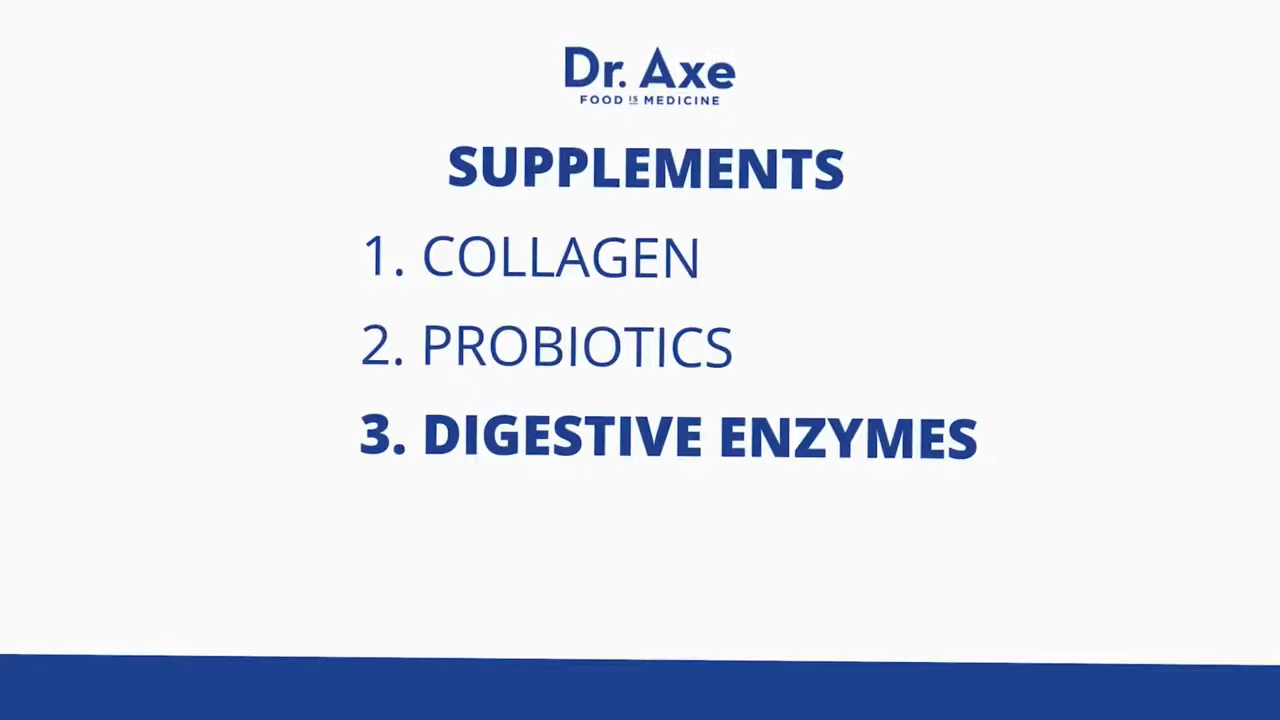 Dr. Axe
FOOD IS MEDICINE
SUPPLEMENTS
1. COLLAGEN
2. PROBIOTICS
3. DIGESTIVE ENZYMES